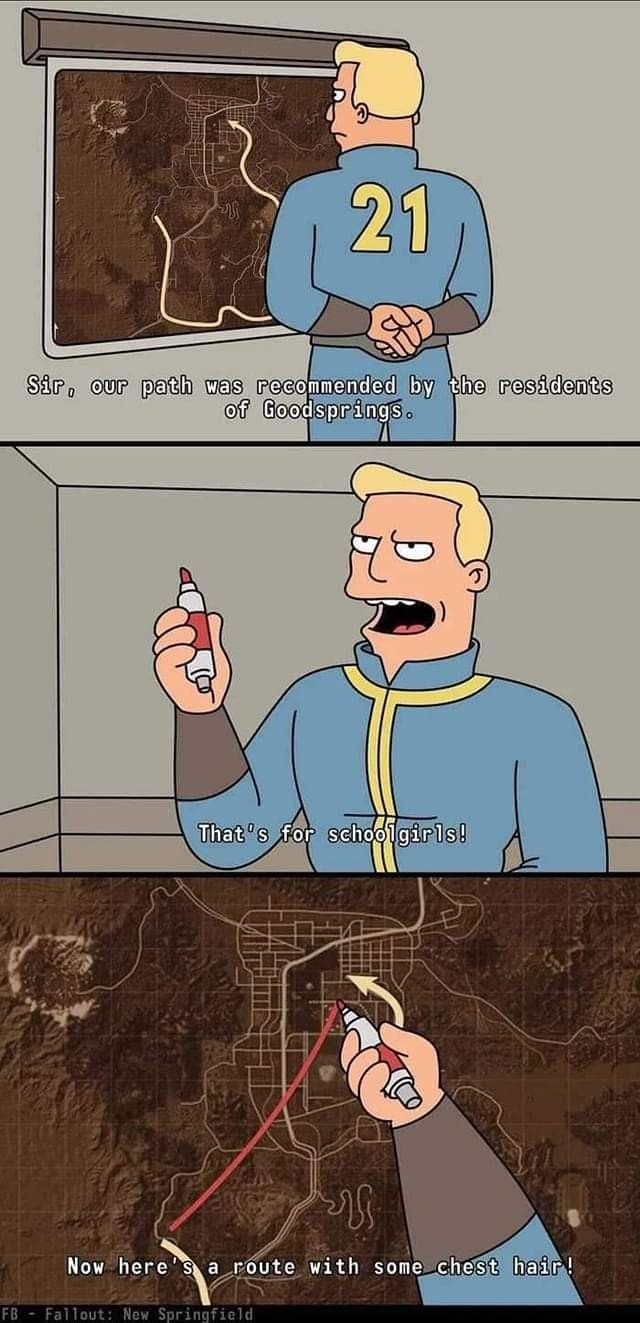 21
Sir, our path was recommended by the residents
of Goodsprings.
That's for schoolgirls!
Now here's a route with some chest hair!
FB - Fallout: New Springfield